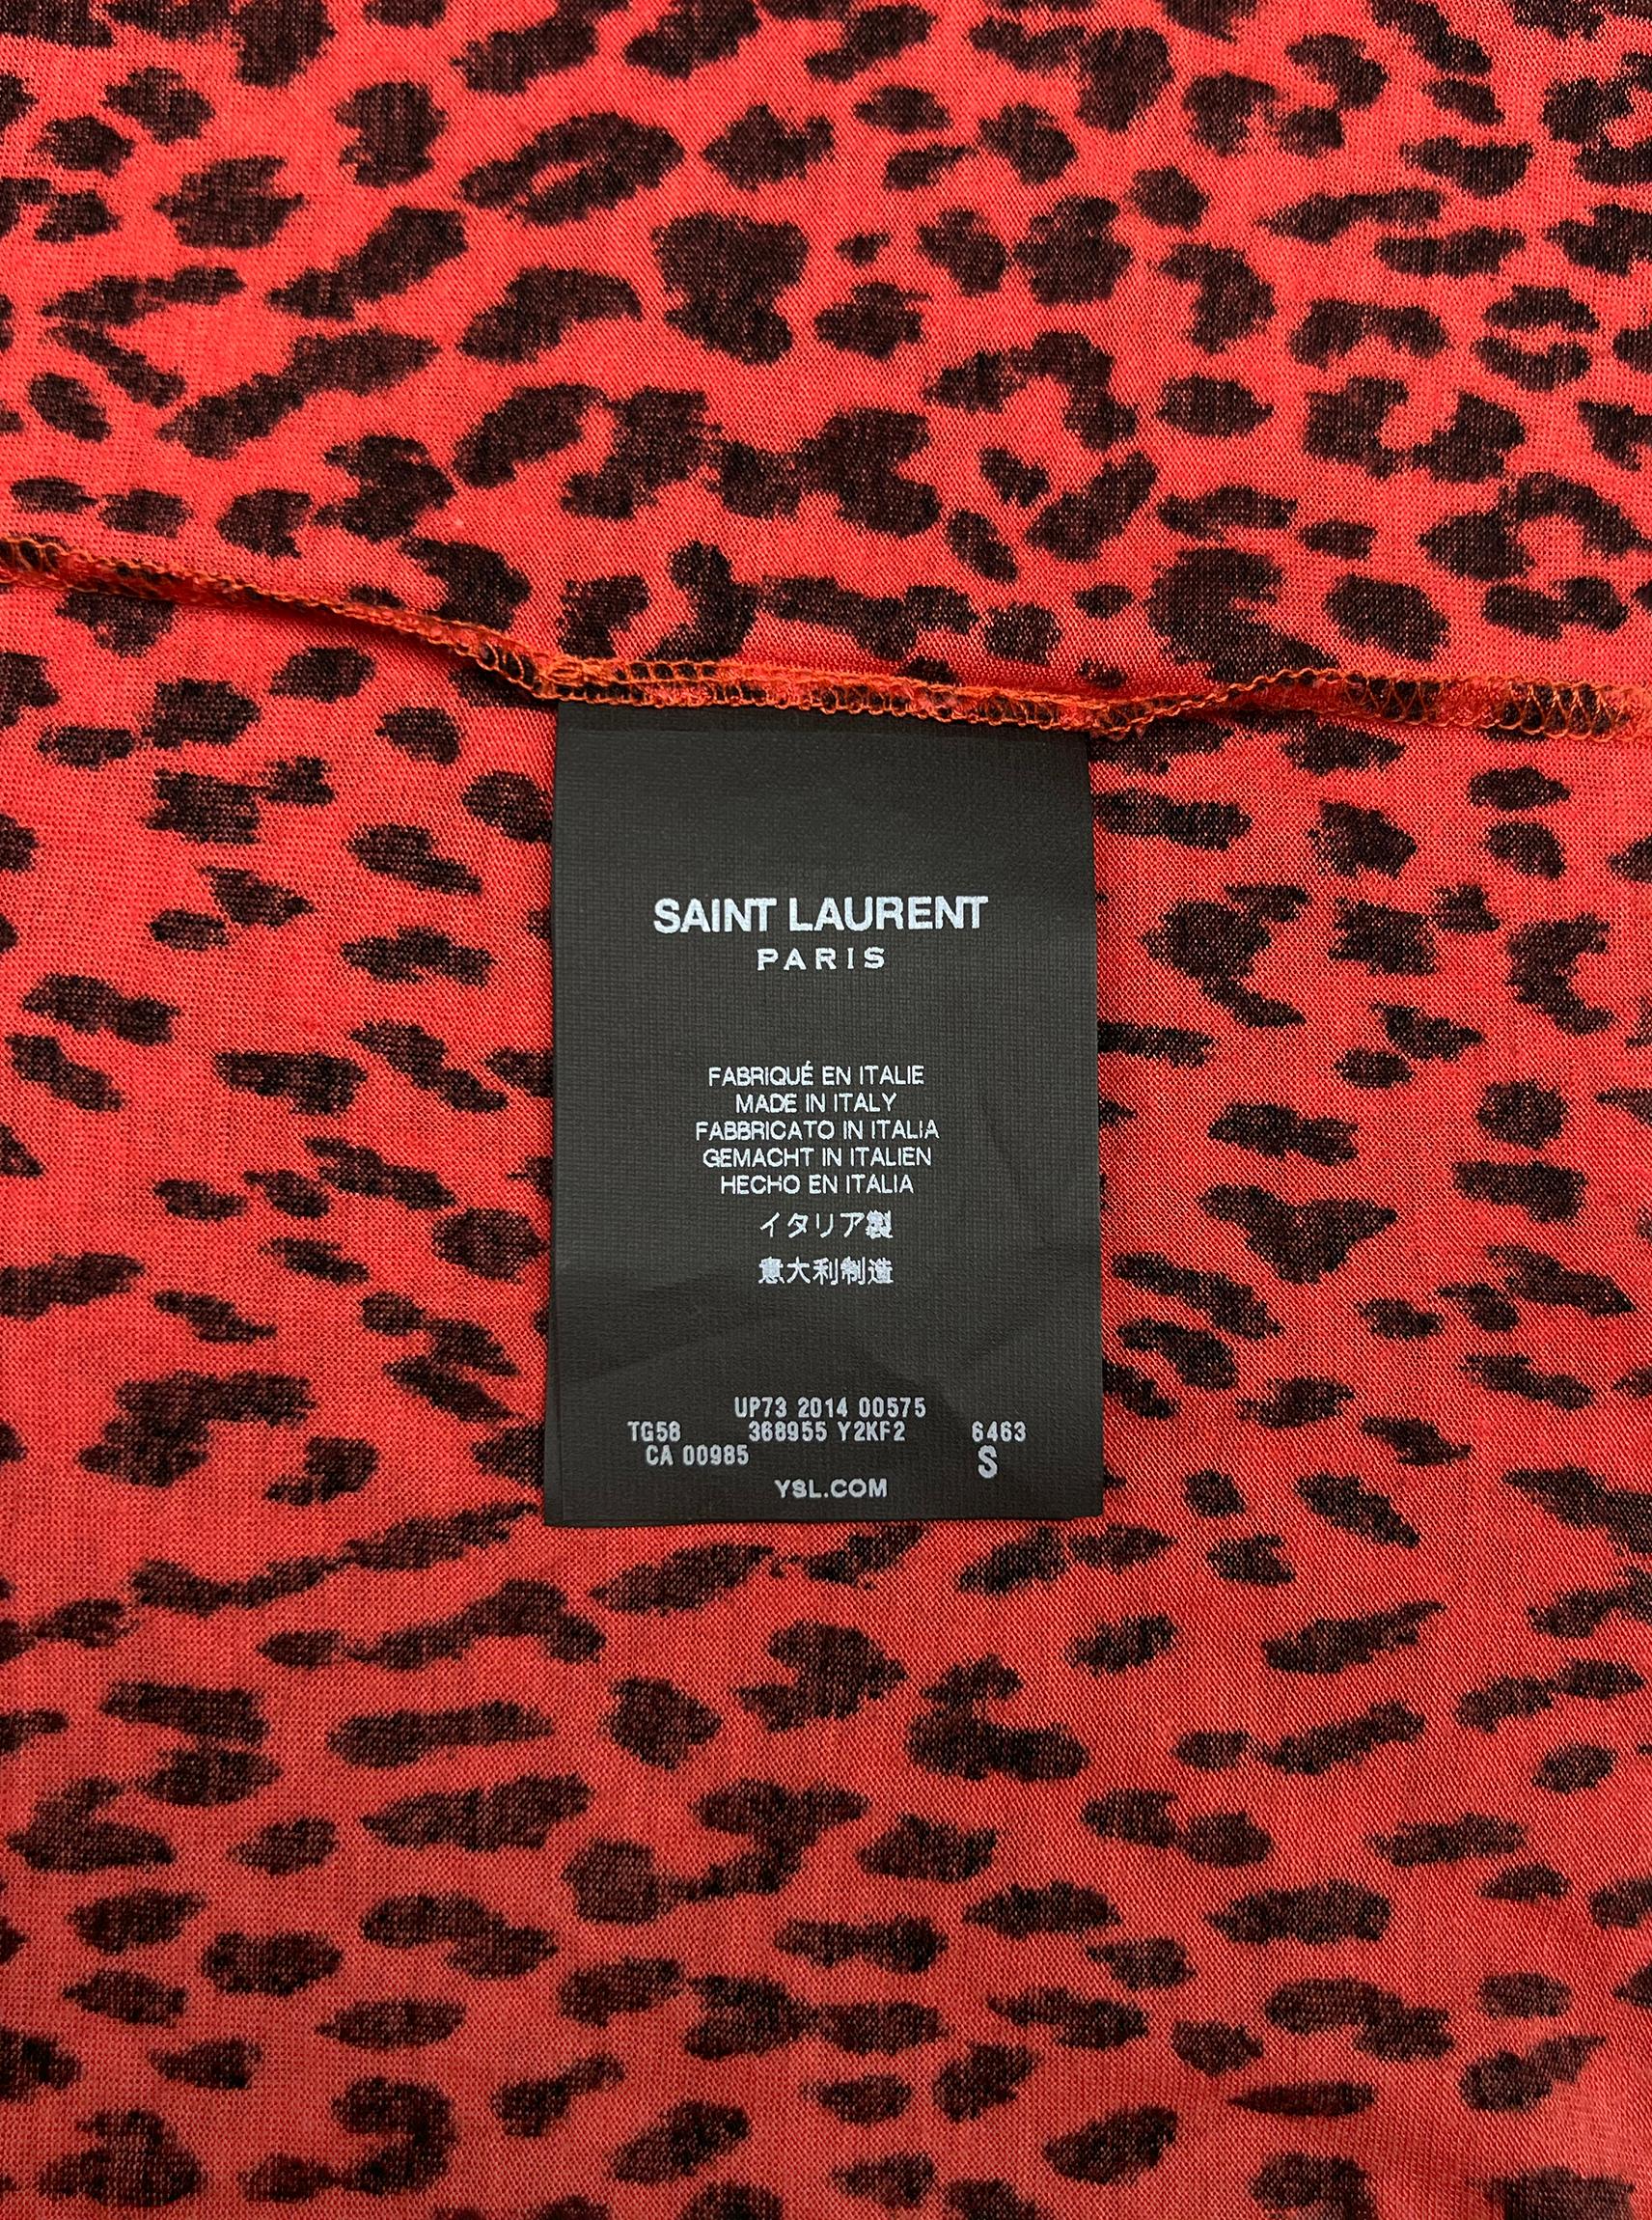 SAINT LAURENT
PARIS
FABRIQUÉ EN ITALIE
MADE IN ITALY
FABBRICATO IN ITALIA
GEMACHT IN ITALIEN
HECHO EN ITALIA
イタリア製
意大利制造
UP73 2014 00575
TG58 368955 Y2KF2 6463
CA 00985 S
YSL.COM